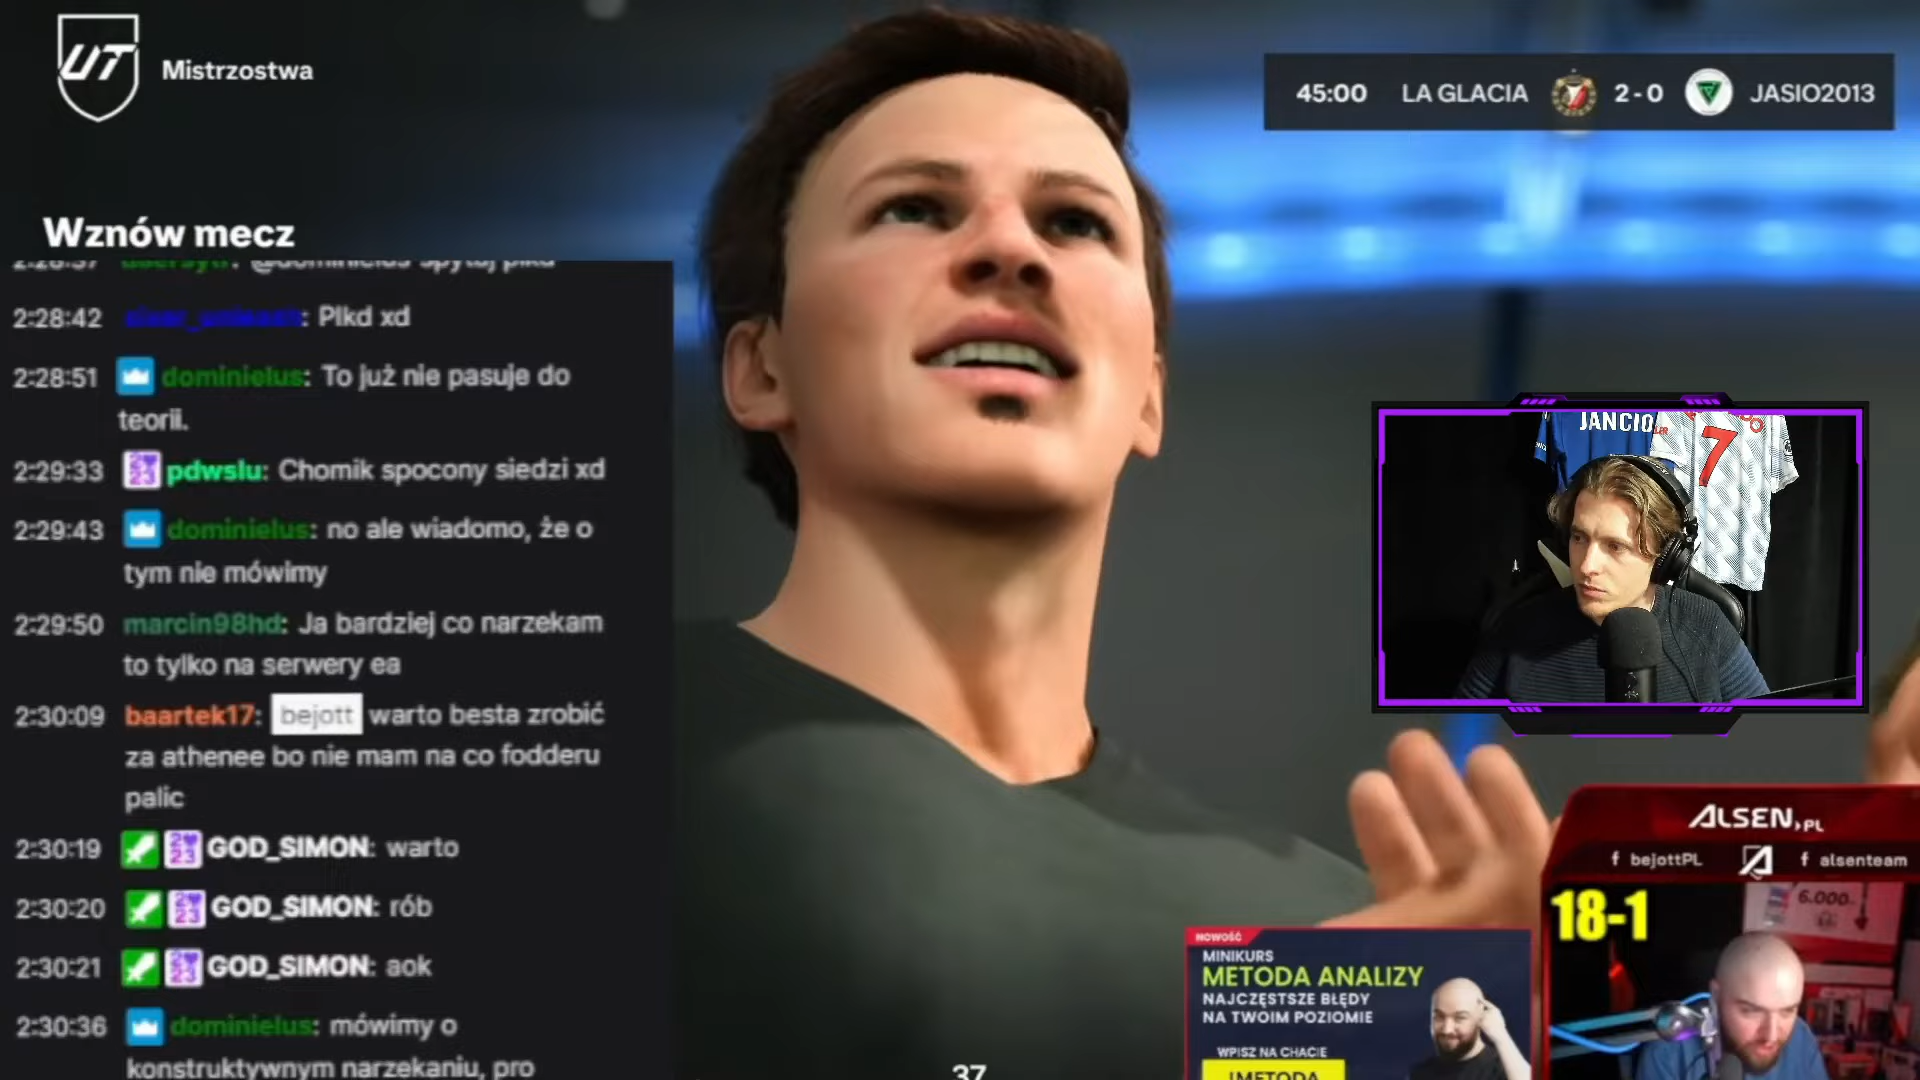 UT Mistrzostwa
45:00 LA GLACIA 2 - 0 JASIO2013
Wznów mecz
2:28:42 : Plkd xd
2:28:51 dominielus: To już nie pasuje do
teorii.
2:29:33 pdwslu: Chomik spocony siedzi xd
2:29:43 dominielus: no ale wiadomo, że o
tym nie mówimy
2:29:50 marcin98hd: Ja bardziej co narzekam
to tylko na serwery ea
2:30:09 baartek17: bejott warto besta zrobić
za athenee bo nie mam na co fodderu
palic
2:30:19 GOD_SIMON: warto
2:30:20 GOD_SIMON: rób
2:30:21 GOD_SIMON: aok
2:30:36 dominielus: mówimy o
konstruktywnym narzekaniu, pro
37
JANCIO
7
ALSEN.PL
f bejottPL f alsenteam
18-1
6.000
NOWOŚĆ
MINIKURS
METODA ANALIZY
NAJCZĘSTSZE BŁĘDY
NA TWOIM POZIOMIE
WPISZ NA CHACIE
!METODA